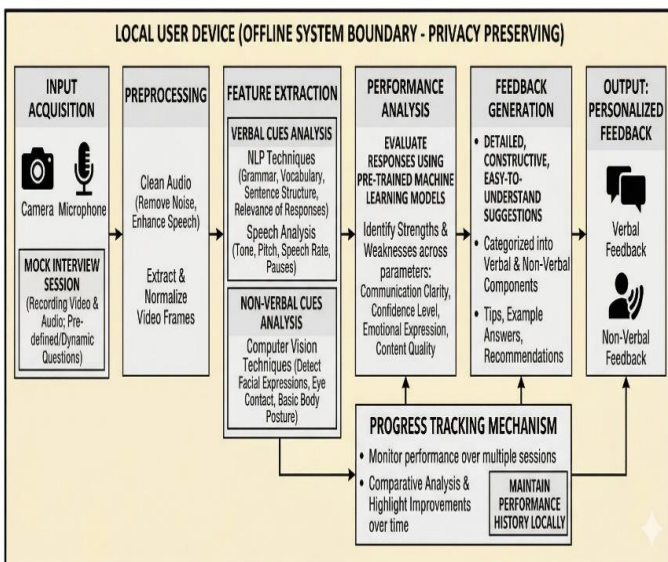 LOCAL USER DEVICE (OFFLINE SYSTEM BOUNDARY - PRIVACY PRESERVING)
INPUT
ACQUISITION
Camera Microphone
MOCK INTERVIEW
SESSION
(Recording Video &
Audio; Pre-
defined/Dynamic
Questions)
PREPROCESSING
Clean Audio
(Remove Noise,
Enhance Speech)
Extract &
Normalize
Video Frames
FEATURE EXTRACTION
VERBAL CUES ANALYSIS
NLP Techniques
(Grammar, Vocabulary,
Sentence Structure,
Relevance of Responses)
Speech Analysis
(Tone, Pitch, Speech Rate,
Pauses)
NON-VERBAL CUES
ANALYSIS
Computer Vision
Techniques (Detect
Facial Expressions, Eye
Contact, Basic Body
Posture)
PERFORMANCE
ANALYSIS
EVALUATE
RESPONSES USING
PRE-TRAINED MACHINE
LEARNING MODELS
Identify Strengths &
Weaknesses across
parameters:
Communication Clarity,
Confidence Level,
Emotional Expression,
Content Quality
FEEDBACK
GENERATION
• DETAILED,
CONSTRUCTIVE,
EASY-TO-
UNDERSTAND
SUGGESTIONS
• Categorized into
Verbal & Non-Verbal
Components
• Tips, Example
Answers,
Recommendations
OUTPUT:
PERSONALIZED
FEEDBACK
Verbal
Feedback
Non-Verbal
Feedback
PROGRESS TRACKING MECHANISM
• Monitor performance over multiple sessions
• Comparative Analysis &
Highlight Improvements
over time
MAINTAIN
PERFORMANCE
HISTORY LOCALLY